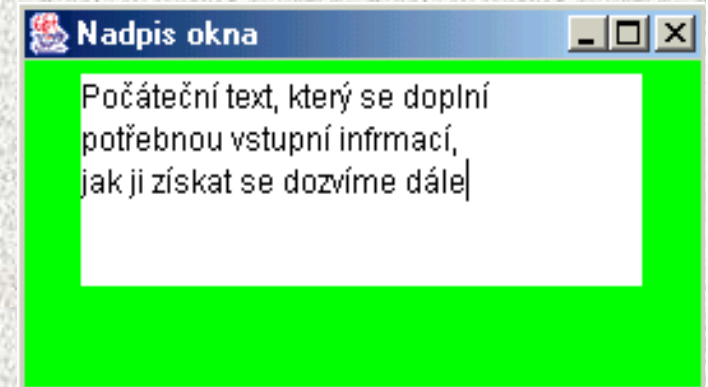 Nadpis okna
Počáteční text, který se doplní
potřebnou vstupní infrmací,
jak ji získat se dozvíme dále